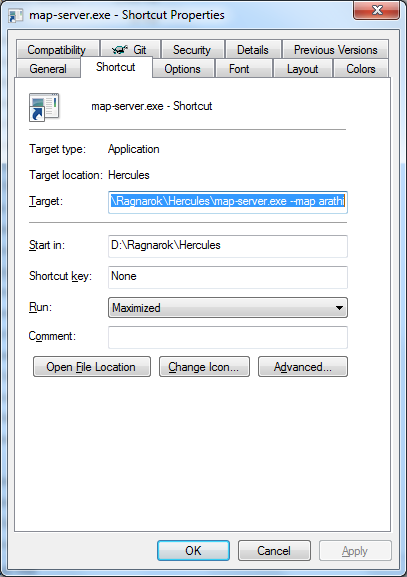 map-server.exe - Shortcut Properties
Compatibility Git Security Details Previous Versions
General Shortcut Options Font Layout Colors
map-server.exe - Shortcut
Target type: Application
Target location: Hercules
Target: \Ragnarok\Hercules\map-server.exe --map arathi
Start in: D:\Ragnarok\Hercules
Shortcut key: None
Run: Maximized
Comment:
Open File Location Change Icon... Advanced...
OK Cancel Apply